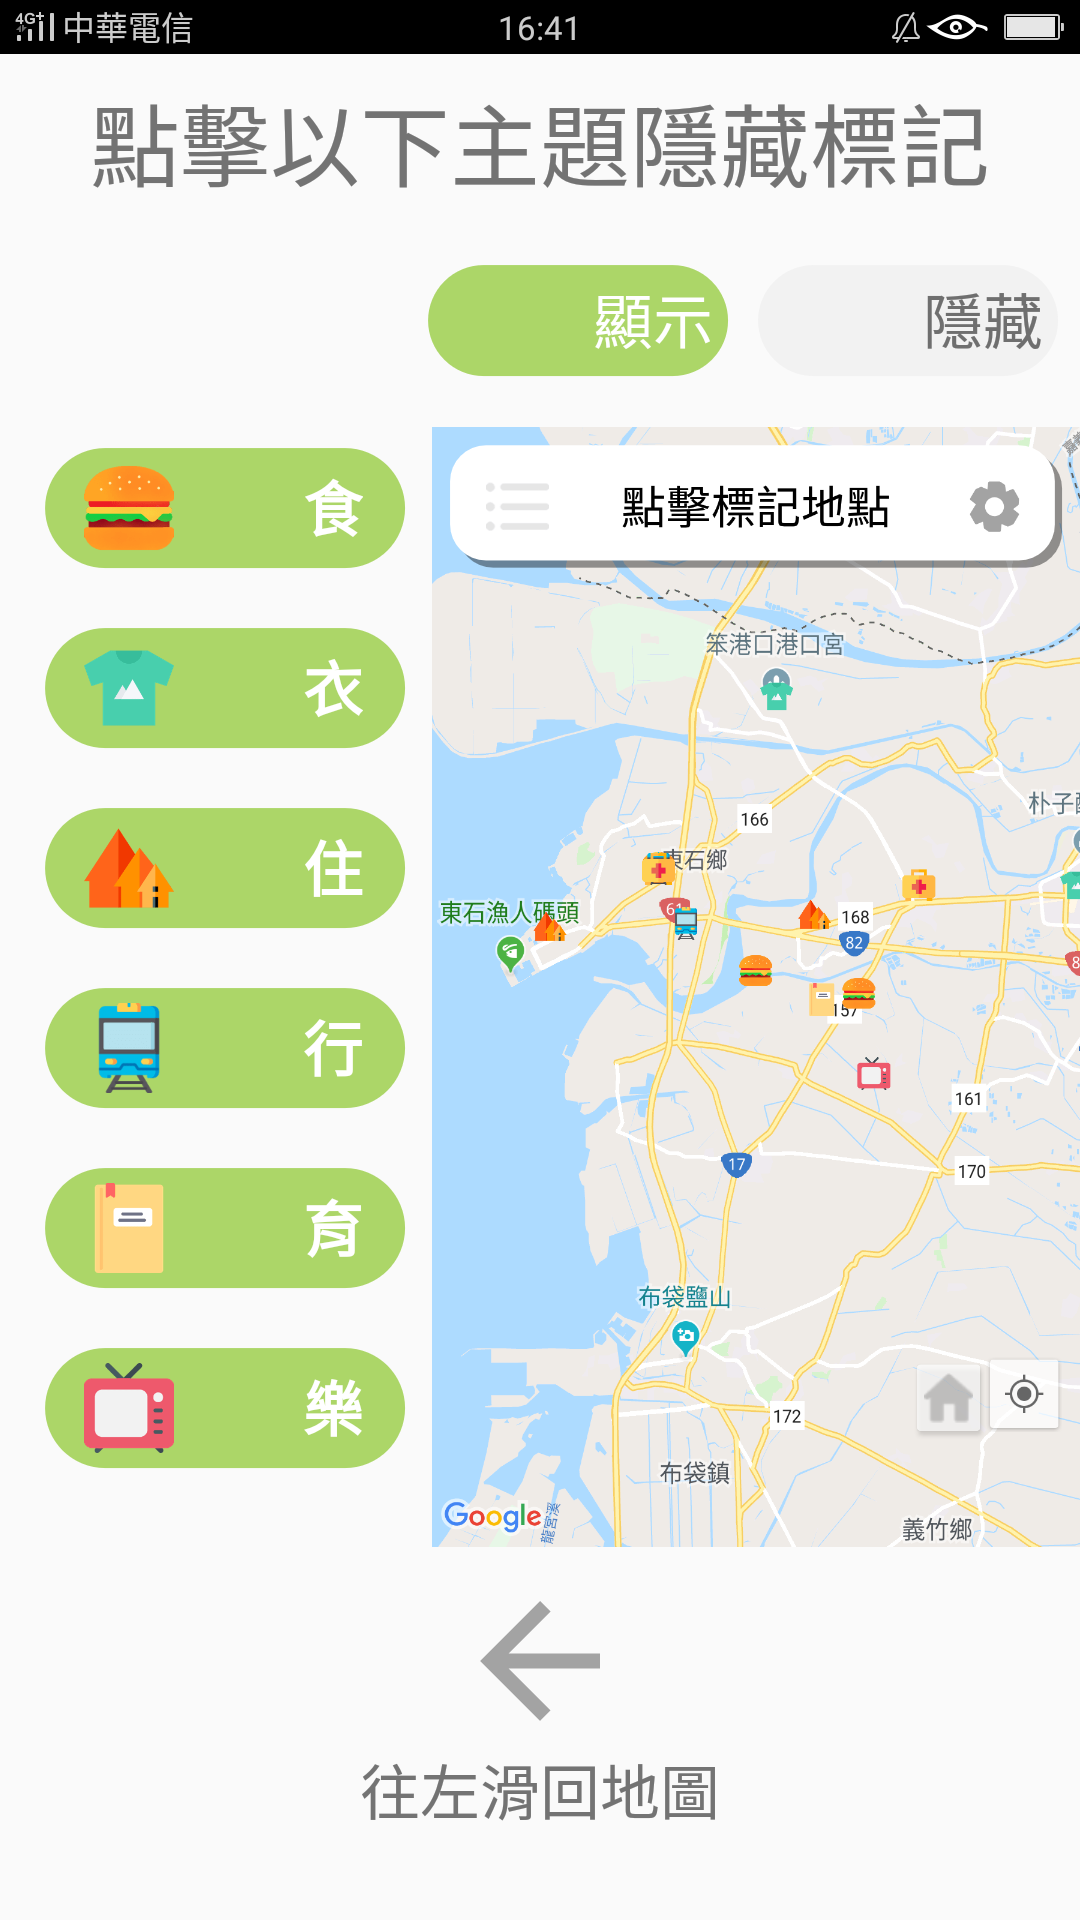 4G+ 中華電信 16:41
點擊以下主題隱藏標記
顯示 隱藏
食
衣
住
行
育
樂
點擊標記地點
笨港口港口宮
朴子
166
東石鄉
東石漁人碼頭
61
168
82
157
161
17
170
布袋鹽山
172
布袋鎮
義竹鄉
龍宮溪
Google
往左滑回地圖